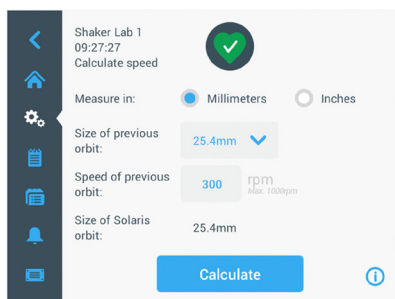 Shaker Lab 1
09:27:27
Calculate speed
Measure in:
Millimeters
Inches
Size of previous
orbit:
25.4mm
Speed of previous
orbit:
300
rpm
Max. 1000rpm
Size of Solaris
orbit:
25.4mm
Calculate